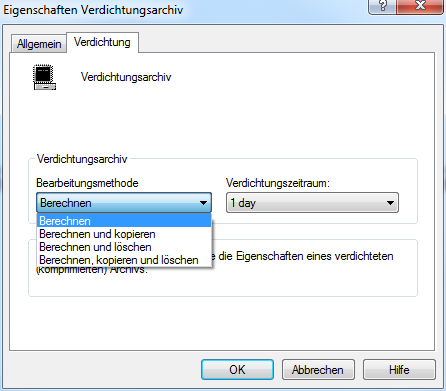 Eigenschaften Verdichtungsarchiv
Allgemein
Verdichtung
Verdichtungsarchiv
Verdichtungsarchiv
Bearbeitungsmethode
Verdichtungszeitraum:
Berechnen
1 day
Berechnen
Berechnen und kopieren
Berechnen und löschen
Berechnen, kopieren und löschen
die Eigenschaften eines verdichteten
(komprimierten) Archivs.
OK
Abbrechen
Hilfe